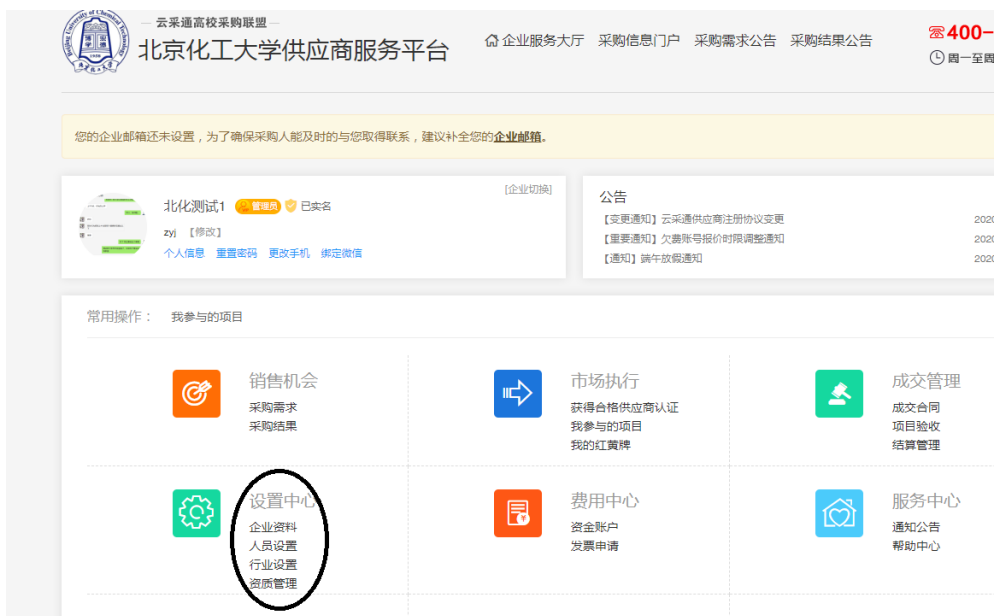 云采通高校采购联盟
北京化工大学供应商服务平台
企业服务大厅 采购信息门户 采购需求公告 采购结果公告
400-
周一至周
您的企业邮箱还未设置，为了确保采购人能及时的与您取得联系，建议补全您的企业邮箱。
[企业切换]
北化测试1 管理员 已实名
zyj 【修改】
个人信息 重置密码 更改手机 绑定微信
公告
【变更通知】云采通供应商注册协议变更 2020
【重要通知】欠费账号报价时限调整通知 2020
【通知】端午放假通知 2020
常用操作： 我参与的项目
销售机会
采购需求
采购结果
市场执行
获得合格供应商认证
我参与的项目
我的红黄牌
成交管理
成交合同
项目验收
结算管理
设置中心
企业资料
人员设置
行业设置
资质管理
费用中心
资金账户
发票申请
服务中心
通知公告
帮助中心